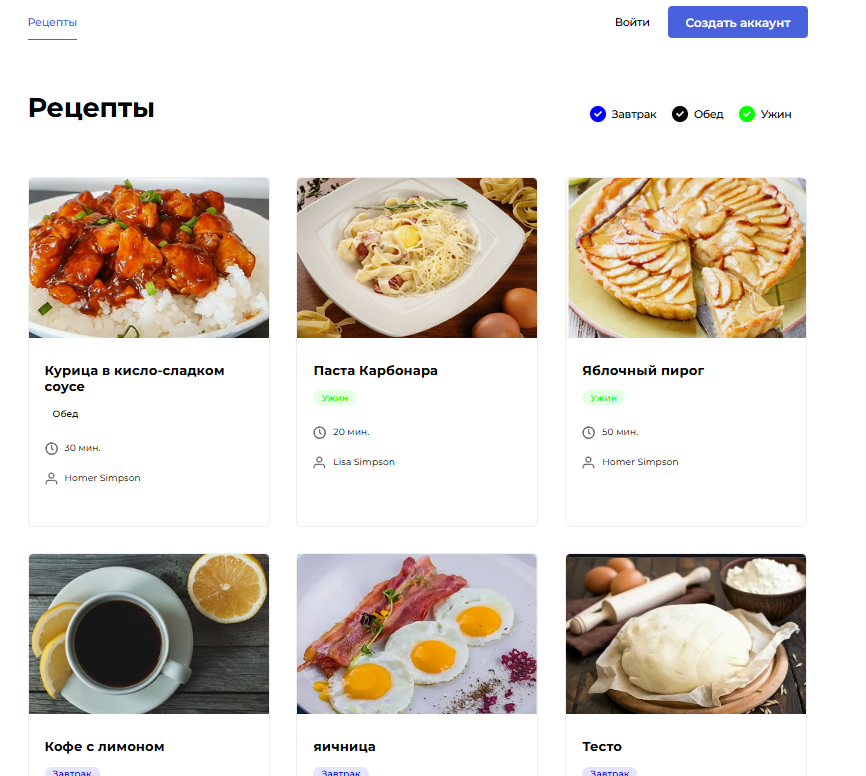 Рецепты
Войти
Создать аккаунт
Рецепты
Завтрак
Обед
Ужин
Курица в кисло-сладком
соусе
Обед
30 мин.
Homer Simpson
Паста Карбонара
Ужин
20 мин.
Lisa Simpson
Яблочный пирог
Ужин
50 мин.
Homer Simpson
Кофе с лимоном
Завтрак
яичница
Завтрак
Тесто
Завтрак